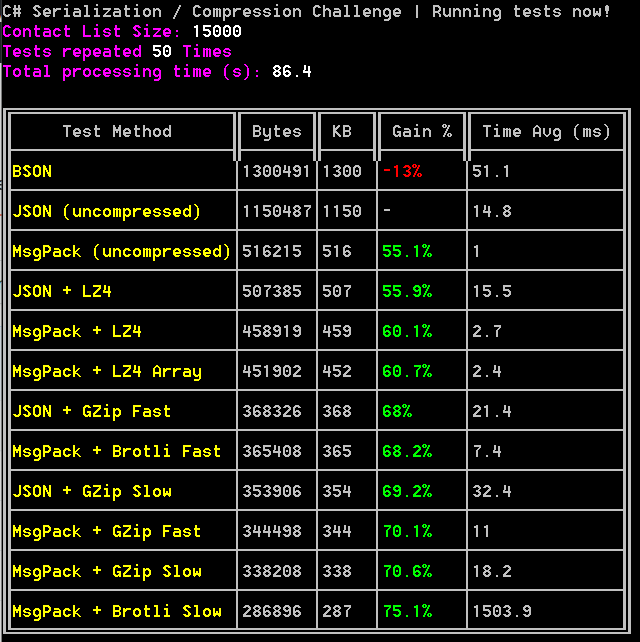 C# Serialization / Compression Challenge | Running tests now!
Contact List Size: 15000
Tests repeated 50 Times
Total processing time (s): 86.4
Test Method Bytes KB Gain % Time Avg (ms)
BSON 1300491 1300 -13% 51.1
JSON (uncompressed) 1150487 1150 - 14.8
MsgPack (uncompressed) 516215 516 55.1% 1
JSON + LZ4 507385 507 55.9% 15.5
MsgPack + LZ4 458919 459 60.1% 2.7
MsgPack + LZ4 Array 451902 452 60.7% 2.4
JSON + GZip Fast 368326 368 68% 21.4
MsgPack + Brotli Fast 365408 365 68.2% 7.4
JSON + GZip Slow 353906 354 69.2% 32.4
MsgPack + GZip Fast 344498 344 70.1% 11
MsgPack + GZip Slow 338208 338 70.6% 18.2
MsgPack + Brotli Slow 286896 287 75.1% 1503.9